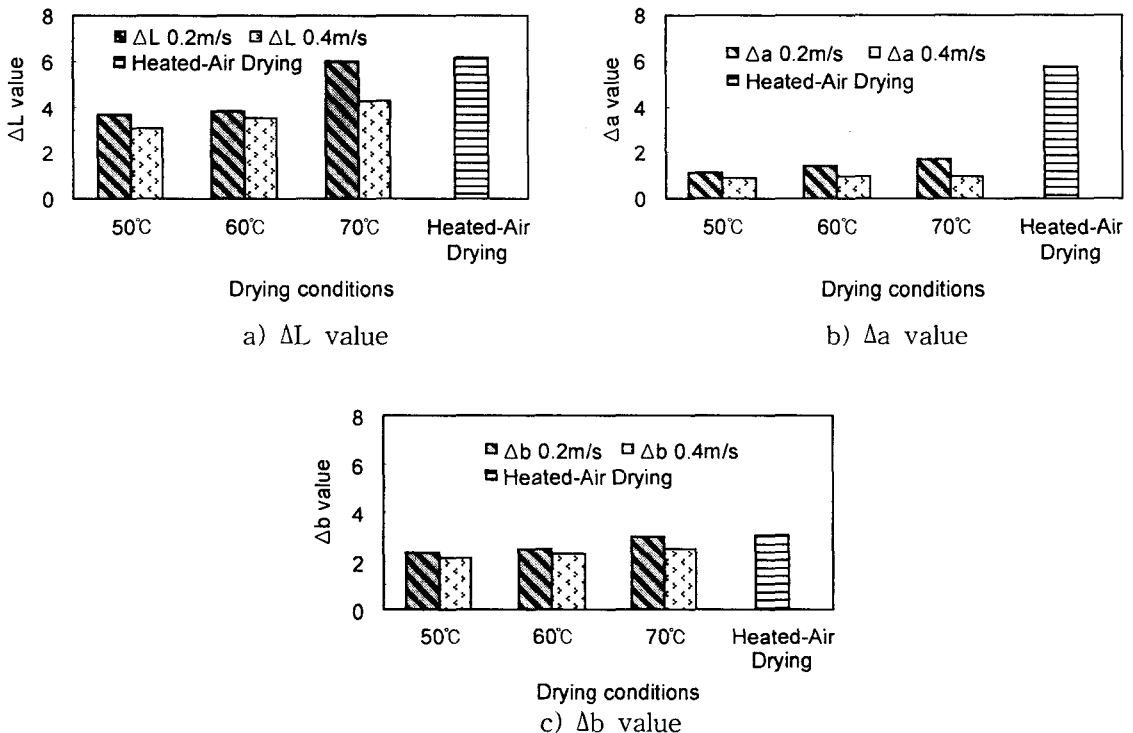 8
6
4
2
0
ΔL value
ΔL 0.2m/s ΔL 0.4m/s
Heated-Air Drying
50℃ 60℃ 70℃ Heated-Air
Drying
Drying conditions
a) ΔL value
8
6
4
2
0
Δa value
Δa 0.2m/s Δa 0.4m/s
Heated-Air Drying
50℃ 60℃ 70℃ Heated-Air
Drying
Drying conditions
b) Δa value
8
6
4
2
0
Δb value
Δb 0.2m/s Δb 0.4m/s
Heated-Air Drying
50℃ 60℃ 70℃ Heated-Air
Drying
Drying conditions
c) Δb value